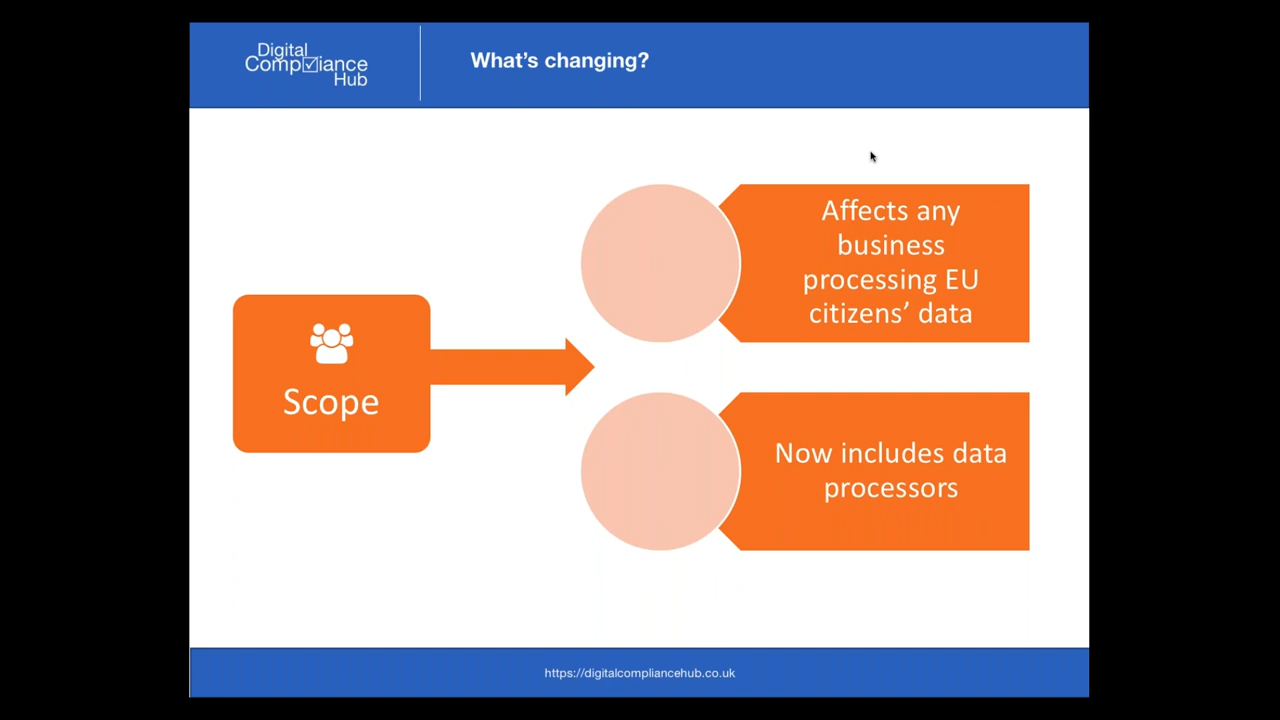 Digital
Compliance
Hub
What's changing?
Scope
Affects any
business
processing EU
citizens’ data
Now includes data
processors
https://digitalcompliancehub.co.uk